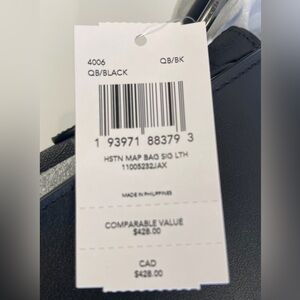 4006 QB/BK
QB/BLACK
1 93971 88379 3
HSTN MAP BAG SIG LTH
11005232JAX
MADE IN PHILIPPINES
COMPARABLE VALUE
$428.00
CAD
$428.00